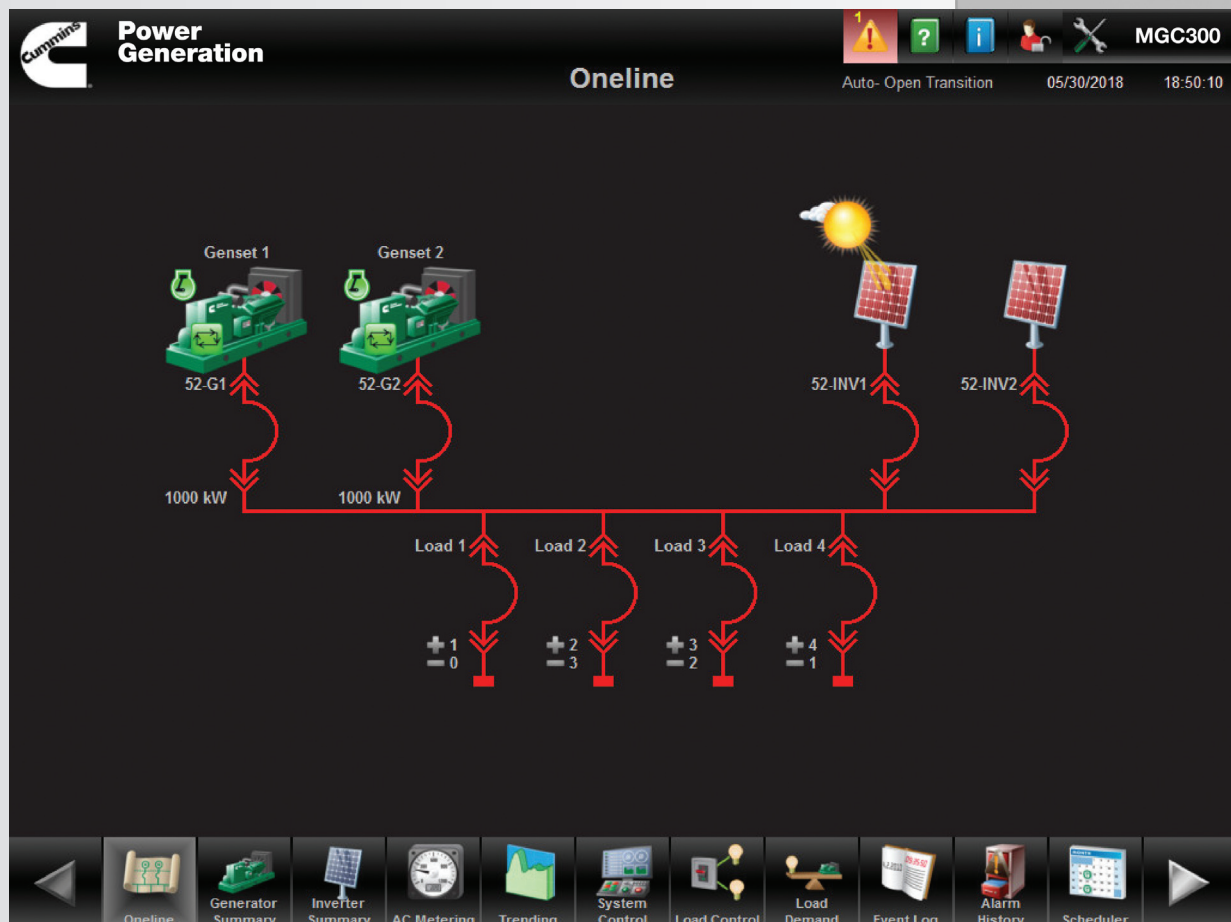 Cummins
Power
Generation
1
?
i
MGC300
Oneline
Auto- Open Transition
05/30/2018
18:50:10
Genset 1
Genset 2
52-G1
52-G2
52-INV1
52-INV2
1000 kW
1000 kW
Load 1
Load 2
Load 3
Load 4
+ 1
- 0
+ 2
- 3
+ 3
- 2
+ 4
- 1
Oneline
Generator
Summary
Inverter
Summary
AC Metering
Trending
System
Control
Load Control
Load
Demand
Event Log
Alarm
History
MONTH
Scheduler